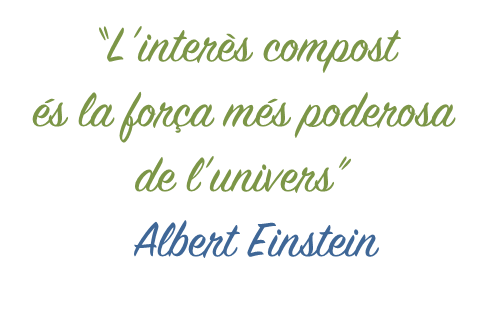 “L’interès compost
és la força més poderosa
de l’univers”
Albert Einstein